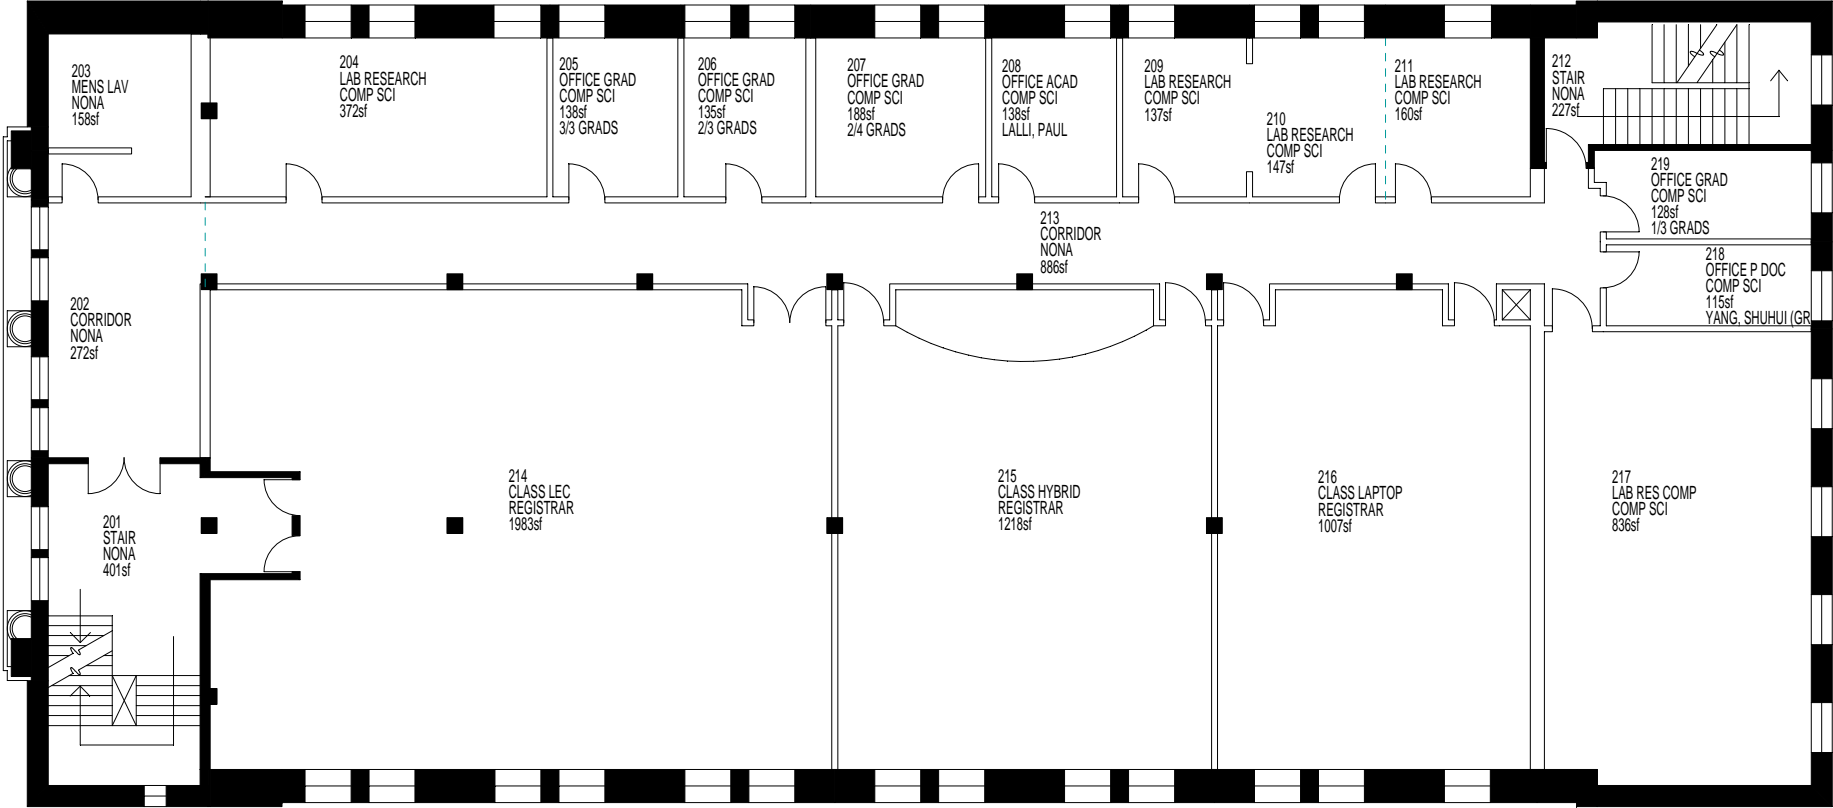 203
MENS LAV
NONA
158sf
204
LAB RESEARCH
COMP SCI
372sf
205
OFFICE GRAD
COMP SCI
138sf
3/3 GRADS
206
OFFICE GRAD
COMP SCI
135sf
2/3 GRADS
207
OFFICE GRAD
COMP SCI
188sf
2/4 GRADS
208
OFFICE ACAD
COMP SCI
138sf
LALLI, PAUL
209
LAB RESEARCH
COMP SCI
137sf
210
LAB RESEARCH
COMP SCI
147sf
211
LAB RESEARCH
COMP SCI
160sf
212
STAIR
NONA
227sf
219
OFFICE GRAD
COMP SCI
128sf
1/3 GRADS
218
OFFICE P DOC
COMP SCI
115sf
YANG, SHUHUI (GR
213
CORRIDOR
NONA
886sf
202
CORRIDOR
NONA
272sf
201
STAIR
NONA
401sf
214
CLASS LEC
REGISTRAR
1983sf
215
CLASS HYBRID
REGISTRAR
1218sf
216
CLASS LAPTOP
REGISTRAR
1007sf
217
LAB RES COMP
COMP SCI
836sf